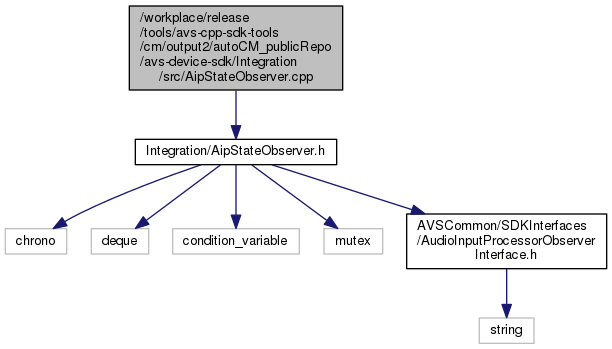 /workplace/release
/tools/avs-cpp-sdk-tools
/cm/output2/autoCM_publicRepo
/avs-device-sdk/Integration
/src/AipStateObserver.cpp
Integration/AipStateObserver.h
chrono
deque
condition_variable
mutex
AVSCommon/SDKInterfaces
/AudioInputProcessorObserver
Interface.h
string